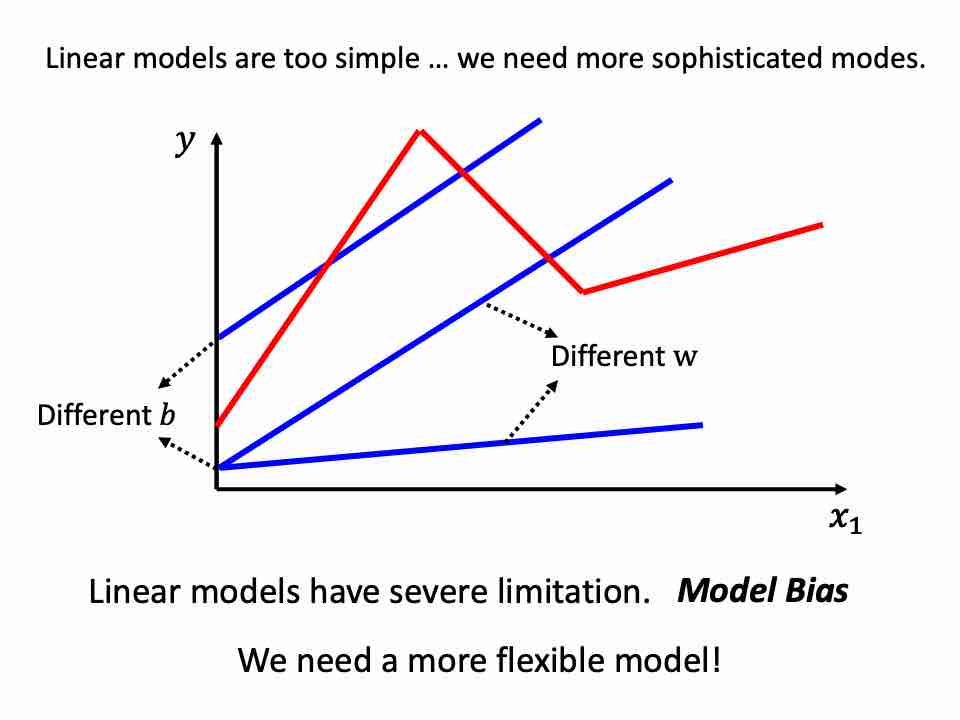 Linear models are too simple … we need more sophisticated modes.
y
Different w
Different b
x₁
Linear models have severe limitation. Model Bias
We need a more flexible model!